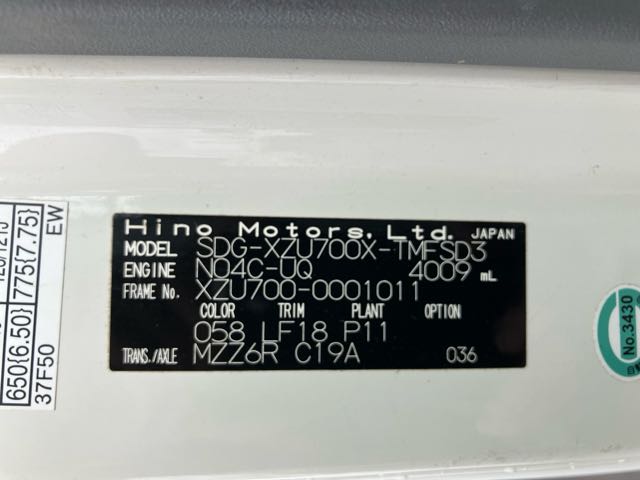 Hino Motors, Ltd. JAPAN
MODEL SDG-XZU700X-TMFSD3
ENGINE N04C-UQ 4009 mL
FRAME No. XZU700-0001011
COLOR TRIM PLANT OPTION
058 LF18 P11
TRANS./AXLE MZZ6R C19A 036
650{6.50} 775{7.75}
37F50 EW
No.3430